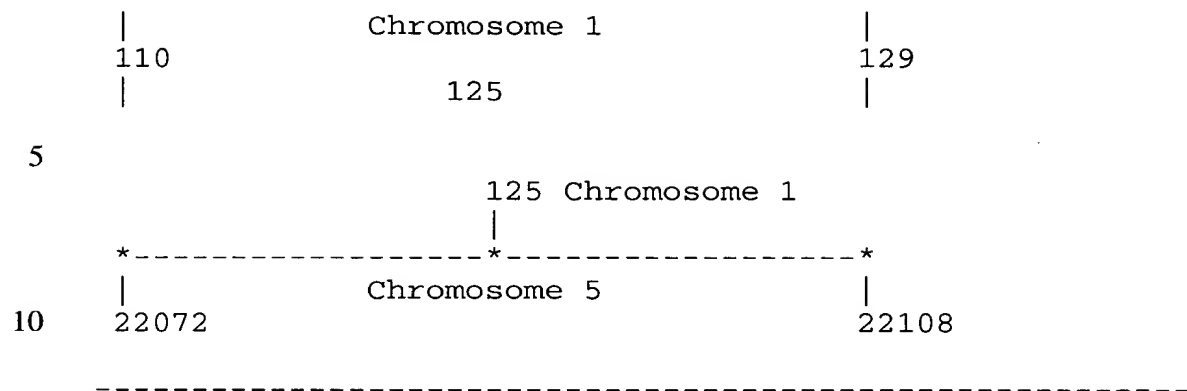 |                Chromosome 1                |
110                                          129
|                    125                     |
5
125 Chromosome 1
|
*------------------*------------------*
|                Chromosome 5                |
10    22072                                  22108
--------------------------------------------------------